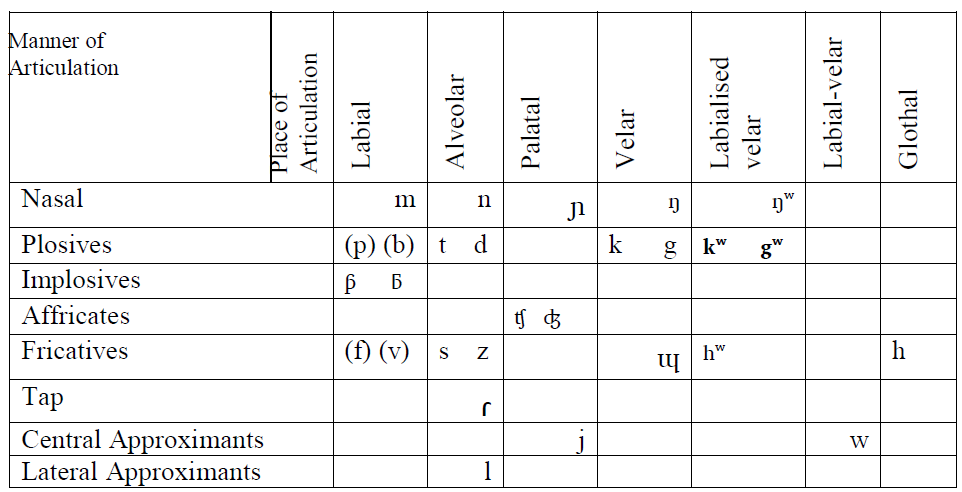 Manner of Articulation Place of Articulation Labial Alveolar Palatal Velar Labialised velar Labial-velar Glothal
Nasal m n ɲ ŋ ŋʷ
Plosives (p) (b) t d k g kʷ gʷ
Implosives ƥ ɓ
Affricates ʧ ʤ
Fricatives (f) (v) s z ɰ hʷ h
Tap ɾ
Central Approximants j w
Lateral Approximants l